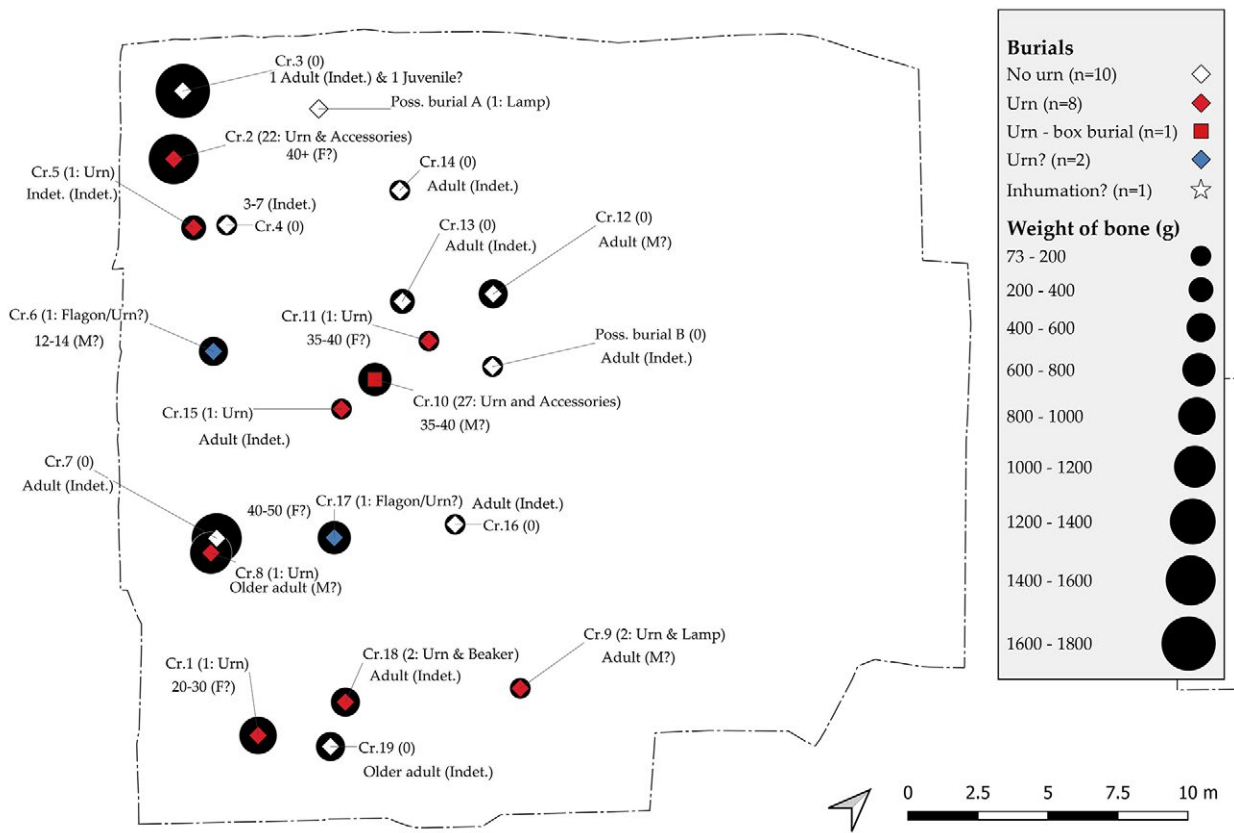 Cr.3 (0)
1 Adult (Indet.) & 1 Juvenile?
Poss. burial A (1: Lamp)
Cr.2 (22: Urn & Accessories)
40+ (F?)
Cr.5 (1: Urn)
Indet. (Indet.)
3-7 (Indet.)
Cr.4 (0)
Cr.14 (0)
Adult (Indet.)
Cr.13 (0)
Adult (Indet.)
Cr.12 (0)
Adult (M?)
Cr.6 (1: Flagon/Urn?)
12-14 (M?)
Cr.11 (1: Urn)
35-40 (F?)
Poss. burial B (0)
Adult (Indet.)
Cr.10 (27: Urn and Accessories)
35-40 (M?)
Cr.15 (1: Urn)
Adult (Indet.)
Cr.7 (0)
Adult (Indet.)
40-50 (F?)
Cr.17 (1: Flagon/Urn?)
Adult (Indet.)
Cr.16 (0)
Cr.8 (1: Urn)
Older adult (M?)
Cr.1 (1: Urn)
20-30 (F?)
Cr.18 (2: Urn & Beaker)
Adult (Indet.)
Cr.9 (2: Urn & Lamp)
Adult (M?)
Cr.19 (0)
Older adult (Indet.)
Burials
No urn (n=10)
Urn (n=8)
Urn - box burial (n=1)
Urn? (n=2)
Inhumation? (n=1)
Weight of bone (g)
73 - 200
200 - 400
400 - 600
600 - 800
800 - 1000
1000 - 1200
1200 - 1400
1400 - 1600
1600 - 1800
0 2.5 5 7.5 10 m